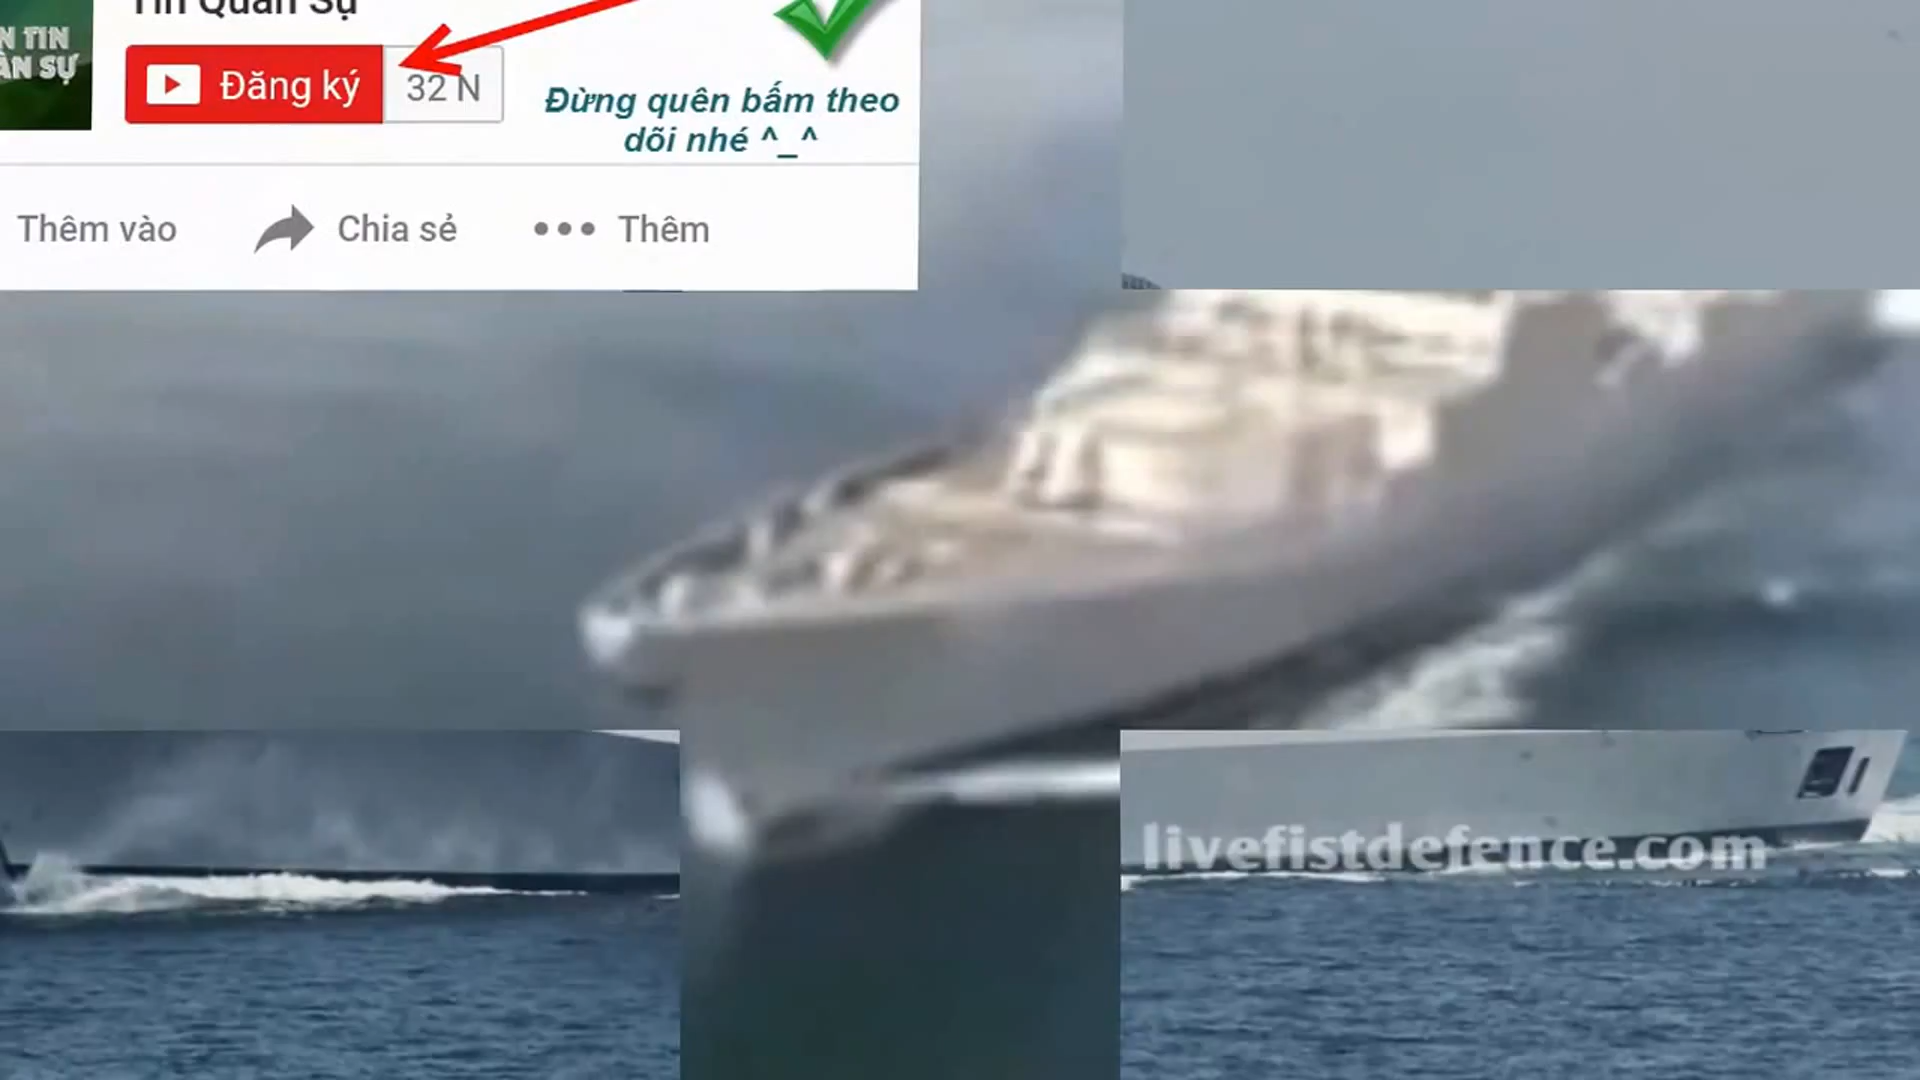 Tin Quân Sự
N TIN
ÂN SỰ
Đăng ký
32 N
Đừng quên bấm theo
dõi nhé ^_^
Thêm vào
Chia sẻ
Thêm
livefistdefence.com